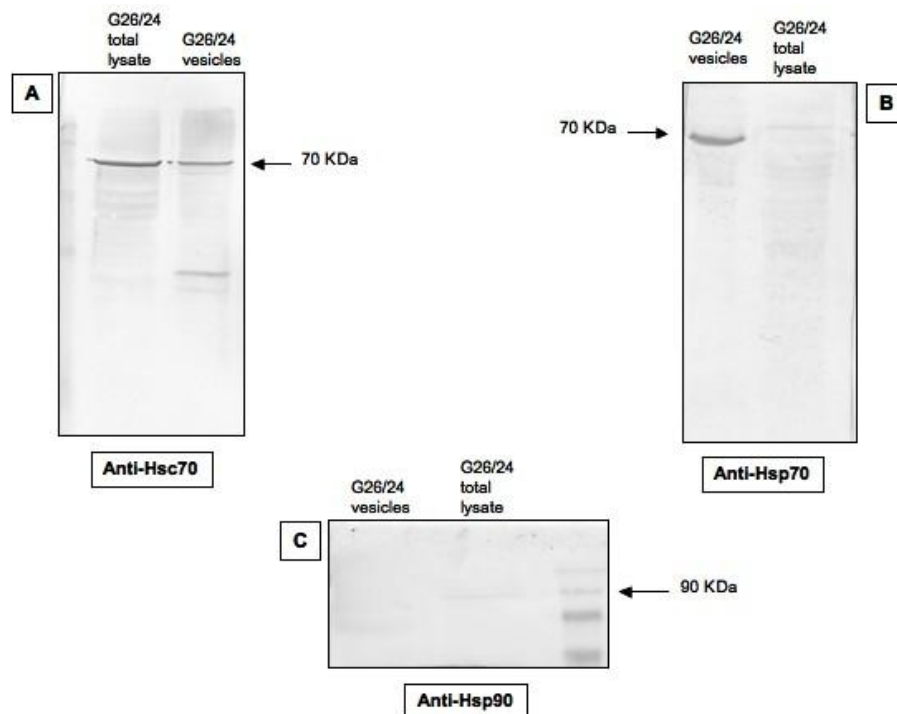 G26/24
total
lysate
G26/24
vesicles
A
70 KDa
Anti-Hsc70
G26/24
vesicles
G26/24
total
lysate
B
70 KDa
Anti-Hsp70
G26/24
vesicles
G26/24
total
lysate
C
90 KDa
Anti-Hsp90